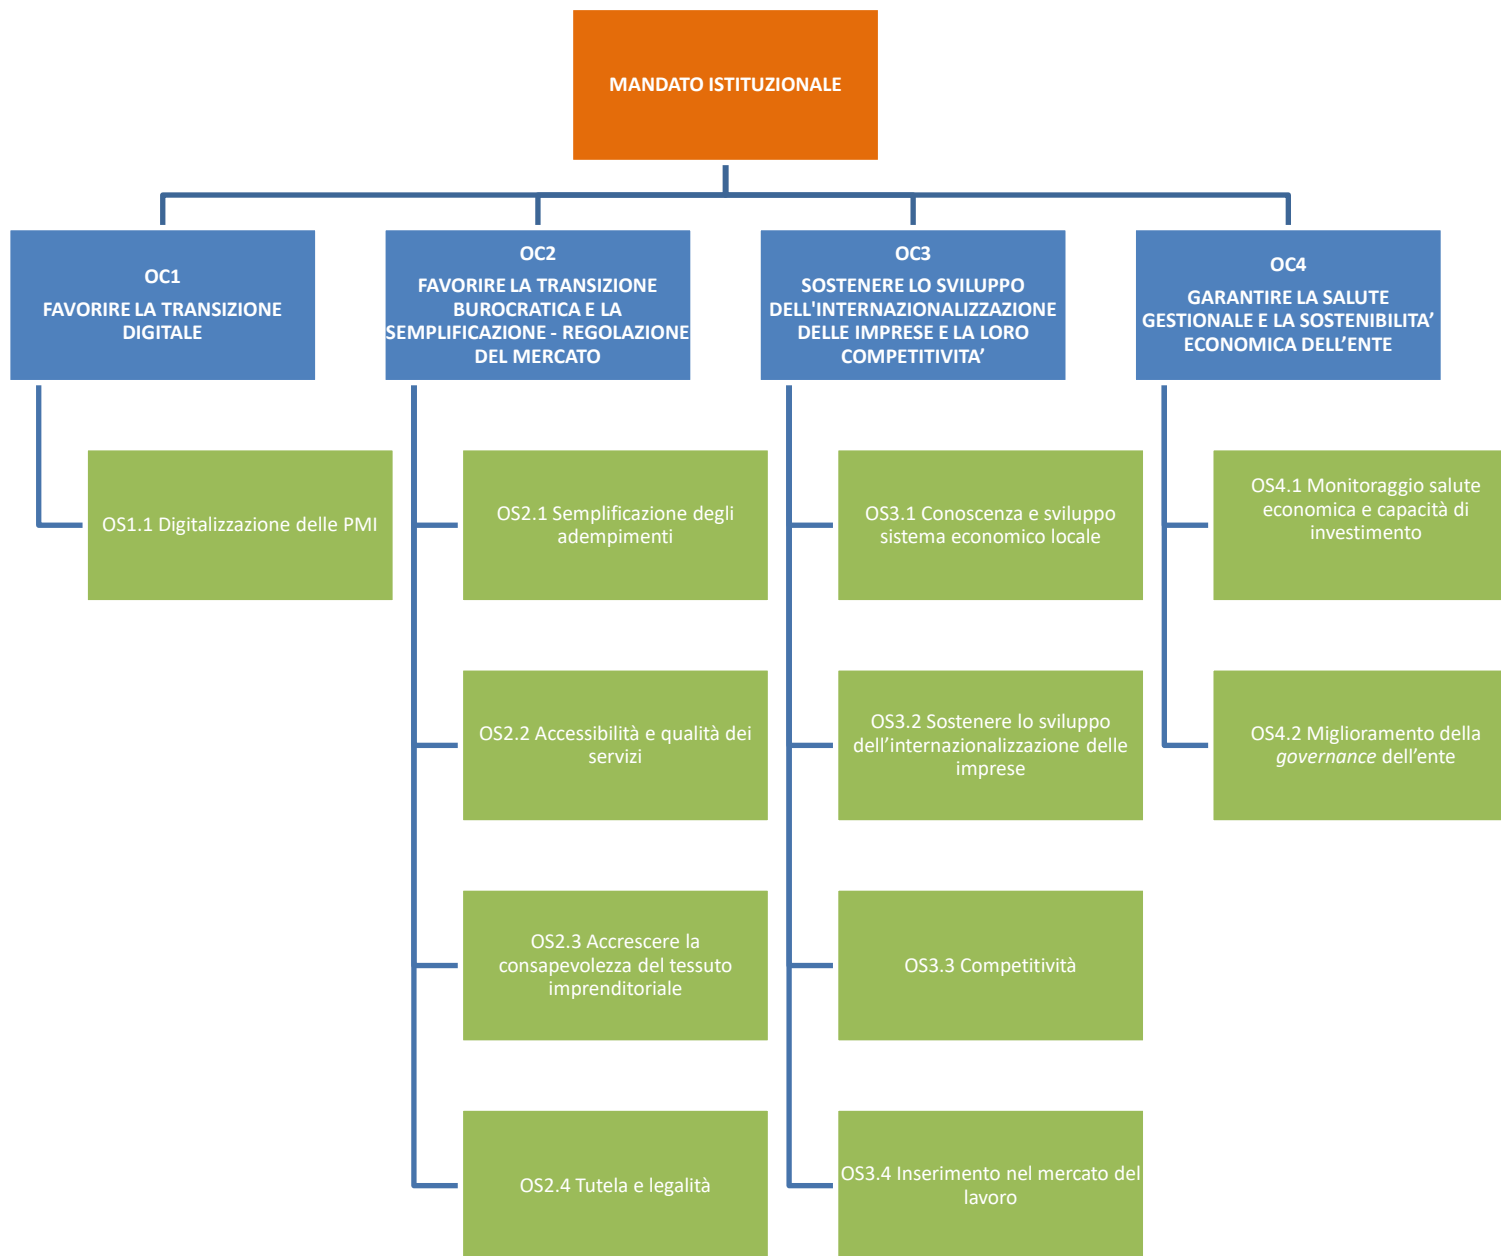 MANDATO ISTITUZIONALE
OC1
FAVORIRE LA TRANSIZIONE
DIGITALE
OC2
FAVORIRE LA TRANSIZIONE
BUROCRATICA E LA
SEMPLIFICAZIONE - REGOLAZIONE
DEL MERCATO
OC3
SOSTENERE LO SVILUPPO
DELL'INTERNAZIONALIZZAZIONE
DELLE IMPRESE E LA LORO
COMPETITIVITA’
OC4
GARANTIRE LA SALUTE
GESTIONALE E LA SOSTENIBILITA’
ECONOMICA DELL’ENTE
OS1.1 Digitalizzazione delle PMI
OS2.1 Semplificazione degli
adempimenti
OS2.2 Accessibilità e qualità dei
servizi
OS2.3 Accrescere la
consapevolezza del tessuto
imprenditoriale
OS2.4 Tutela e legalità
OS3.1 Conoscenza e sviluppo
sistema economico locale
OS3.2 Sostenere lo sviluppo
dell’internazionalizzazione delle
imprese
OS3.3 Competitività
OS3.4 Inserimento nel mercato del
lavoro
OS4.1 Monitoraggio salute
economica e capacità di
investimento
OS4.2 Miglioramento della
governance dell’ente